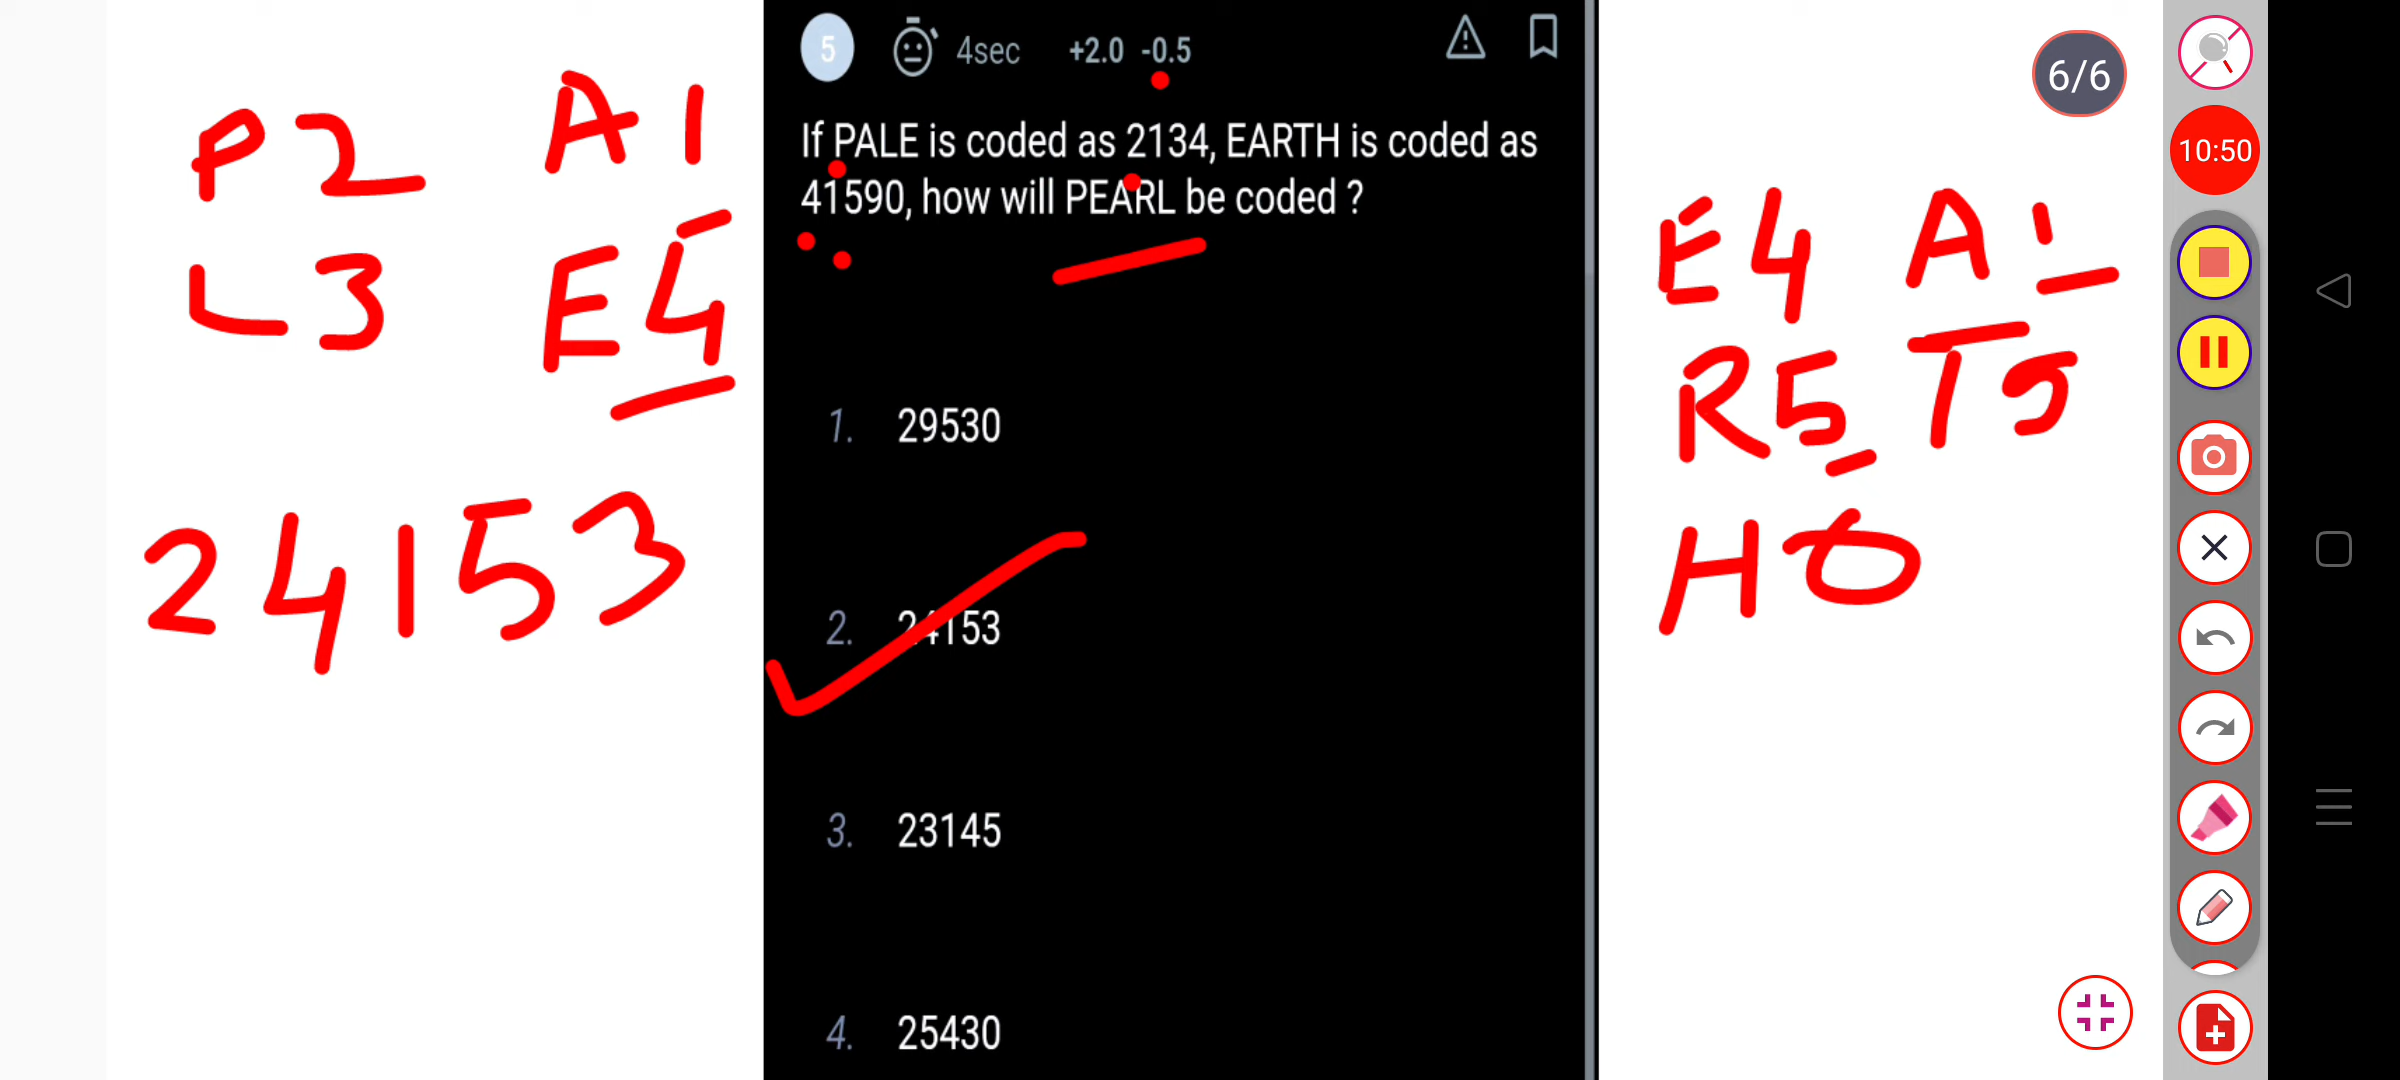 5 4sec +2.0 -0.5
6/6
10:50
If PALE is coded as 2134, EARTH is coded as
41590, how will PEARL be coded ?
1. 29530
2. 24153
3. 23145
4. 25430
P2 A1
L3 E4
24153
E4 A1
R5 T9
H0